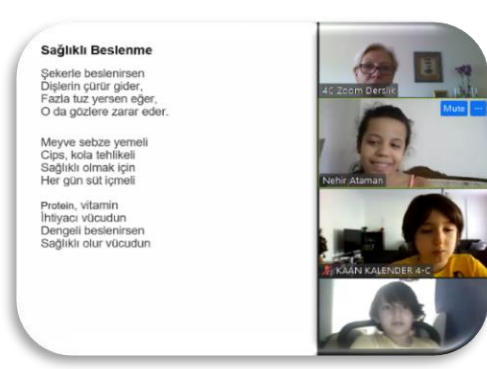 Sağlıklı Beslenme
Şekerle beslenirsen
Dişlerin çürür gider,
Fazla tuz yersen eğer,
O da gözlere zarar eder.
Meyve sebze yemeli
Cips, kola tehlikeli
Sağlıklı olmak için
Her gün süt içmeli
Protein, vitamin
İhtiyacı vücudun
Dengeli beslenirsen
Sağlıklı olur vücudun
4C Zoom Derslik
Mute
Nehir Ataman
KAAN KALENDER 4-C